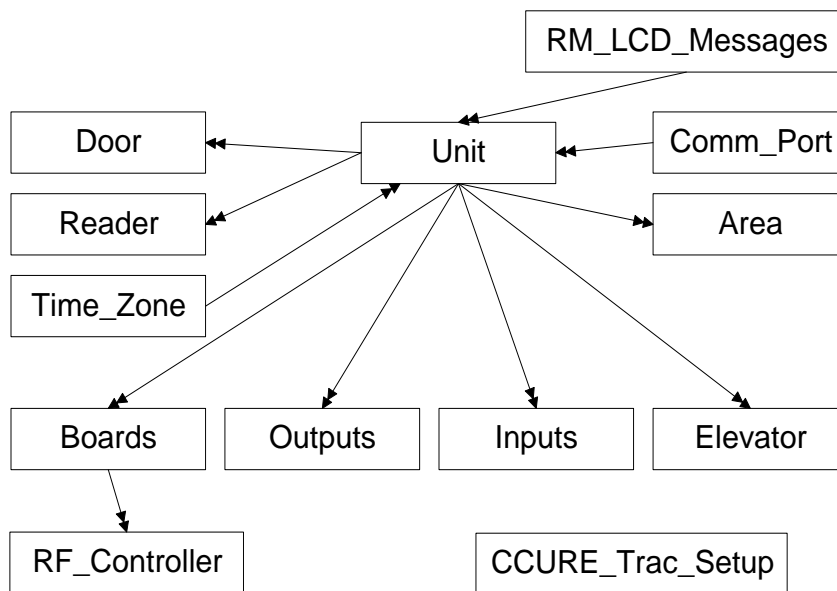 RM_LCD_Messages
Door
Unit
Comm_Port
Reader
Area
Time_Zone
Boards
Outputs
Inputs
Elevator
RF_Controller
CCURE_Trac_Setup